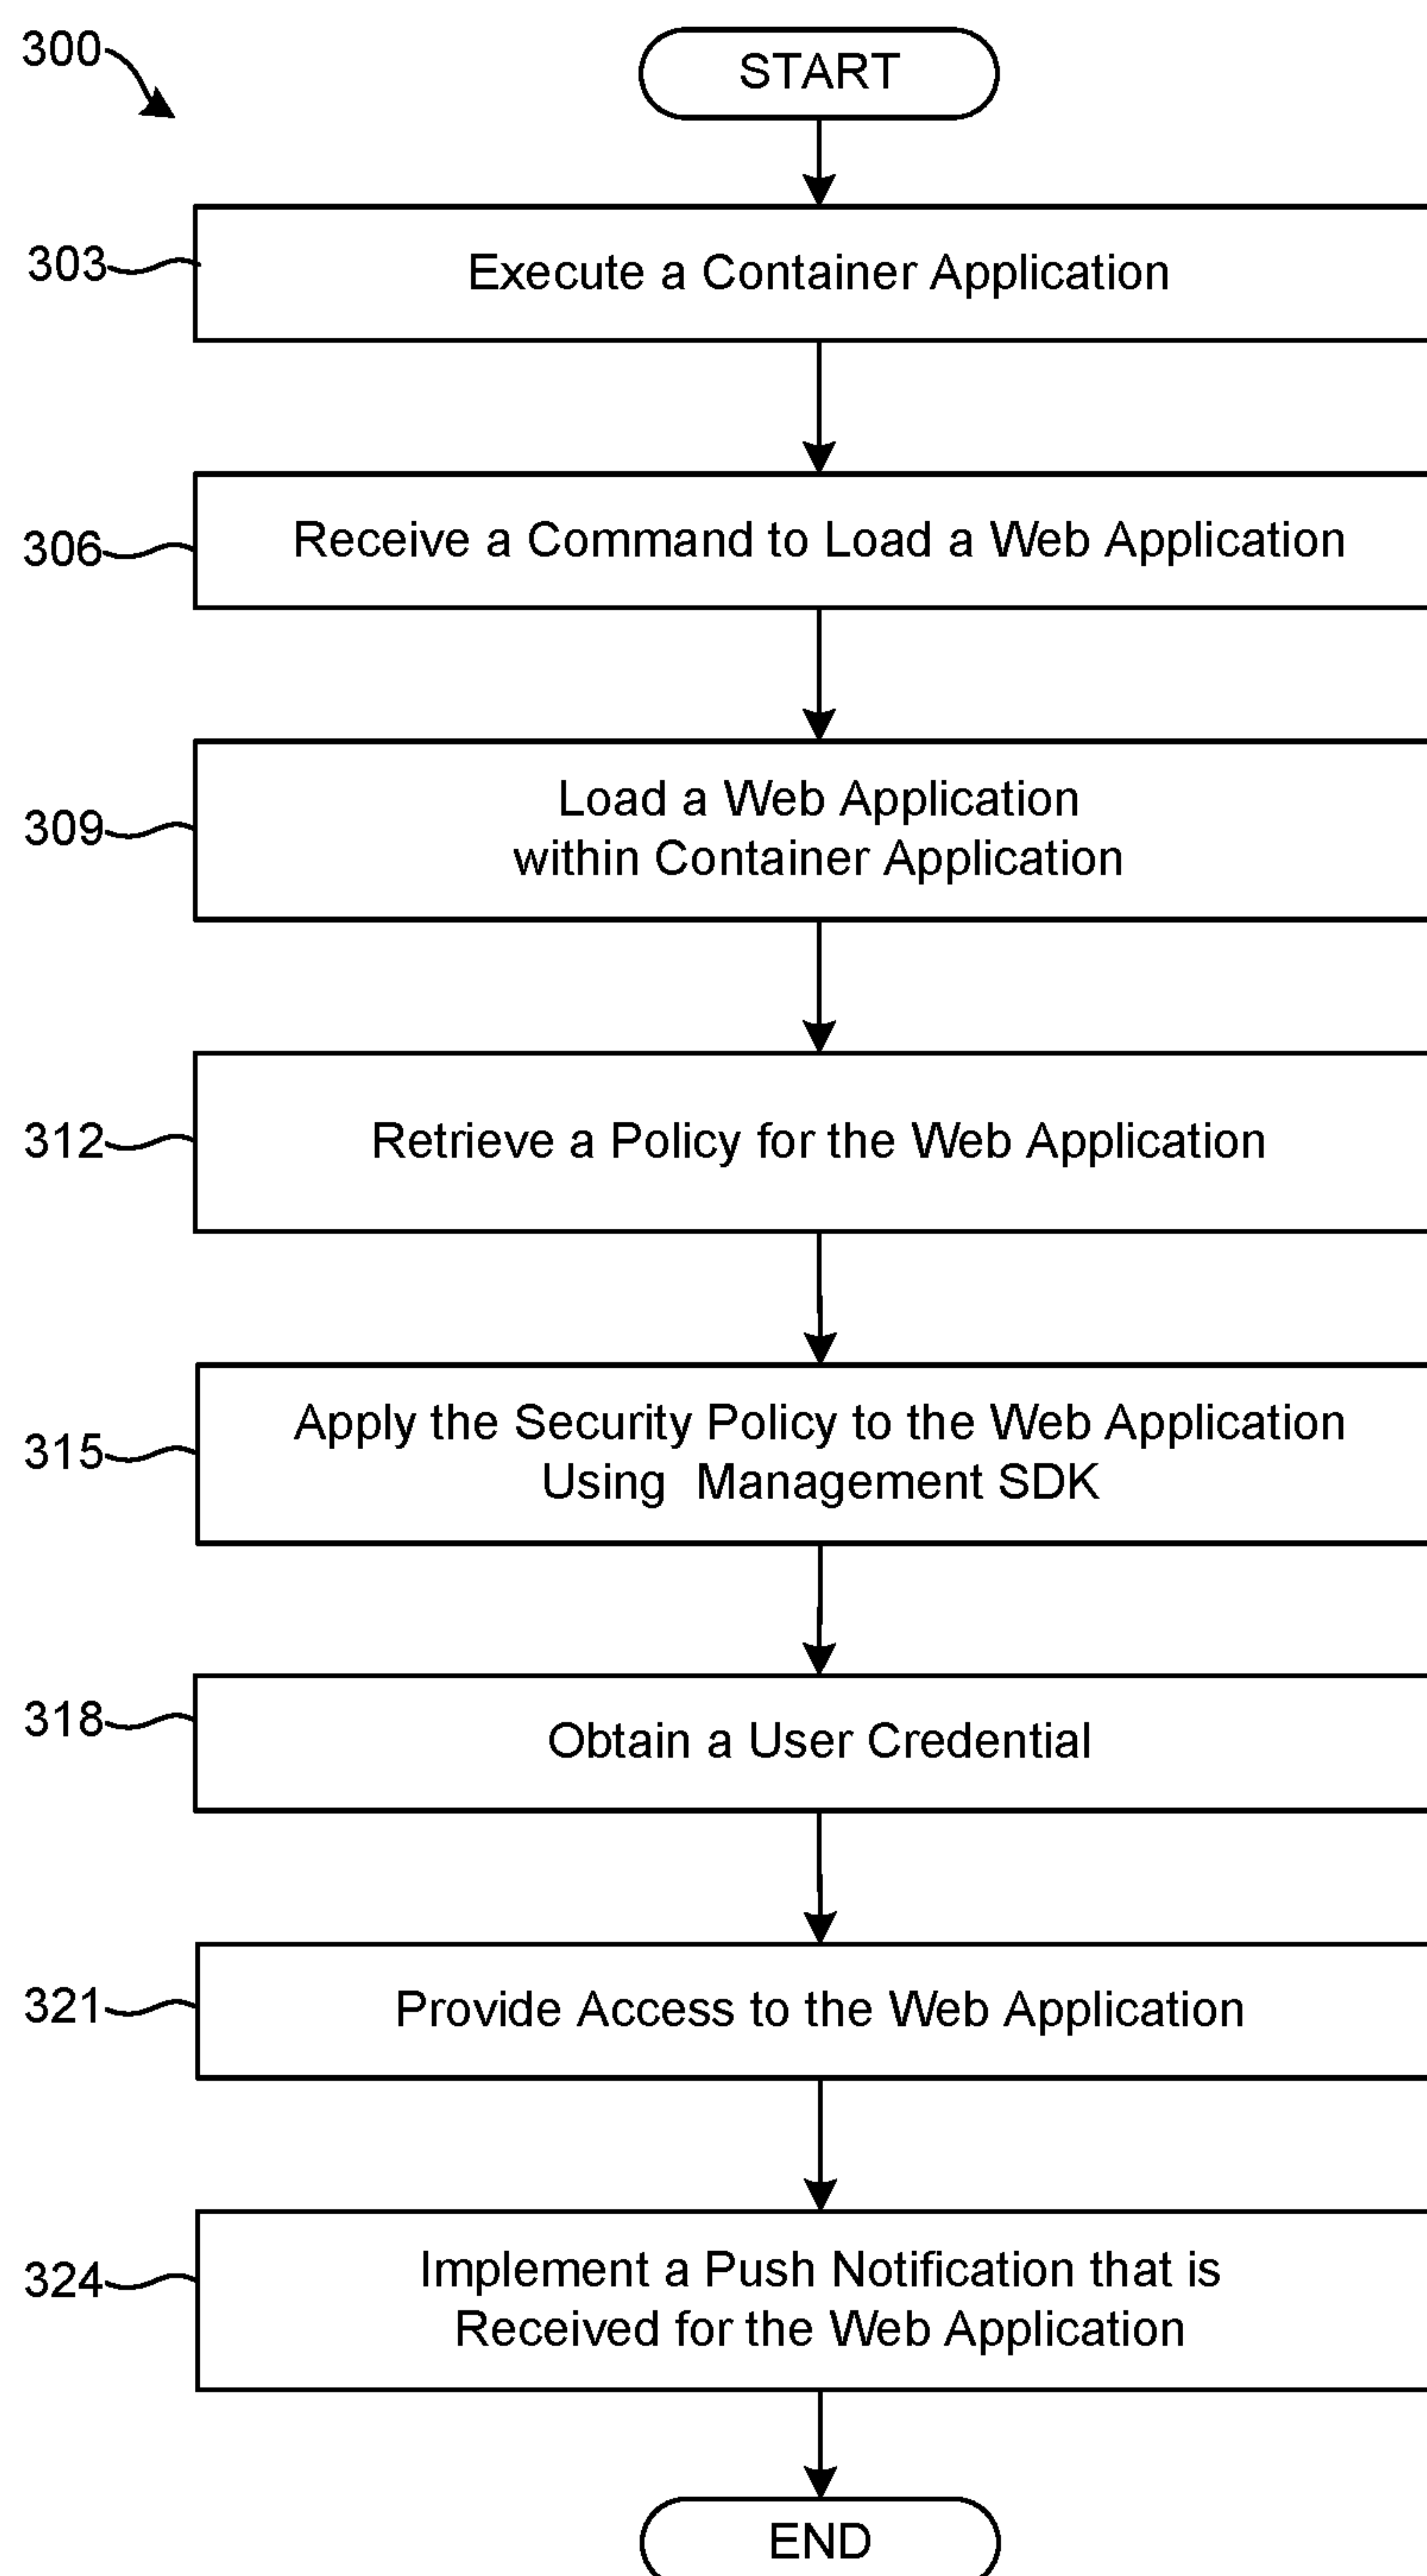 300
START
303
Execute a Container Application
306
Receive a Command to Load a Web Application
309
Load a Web Application
within Container Application
312
Retrieve a Policy for the Web Application
315
Apply the Security Policy to the Web Application
Using Management SDK
318
Obtain a User Credential
321
Provide Access to the Web Application
324
Implement a Push Notification that is
Received for the Web Application
END